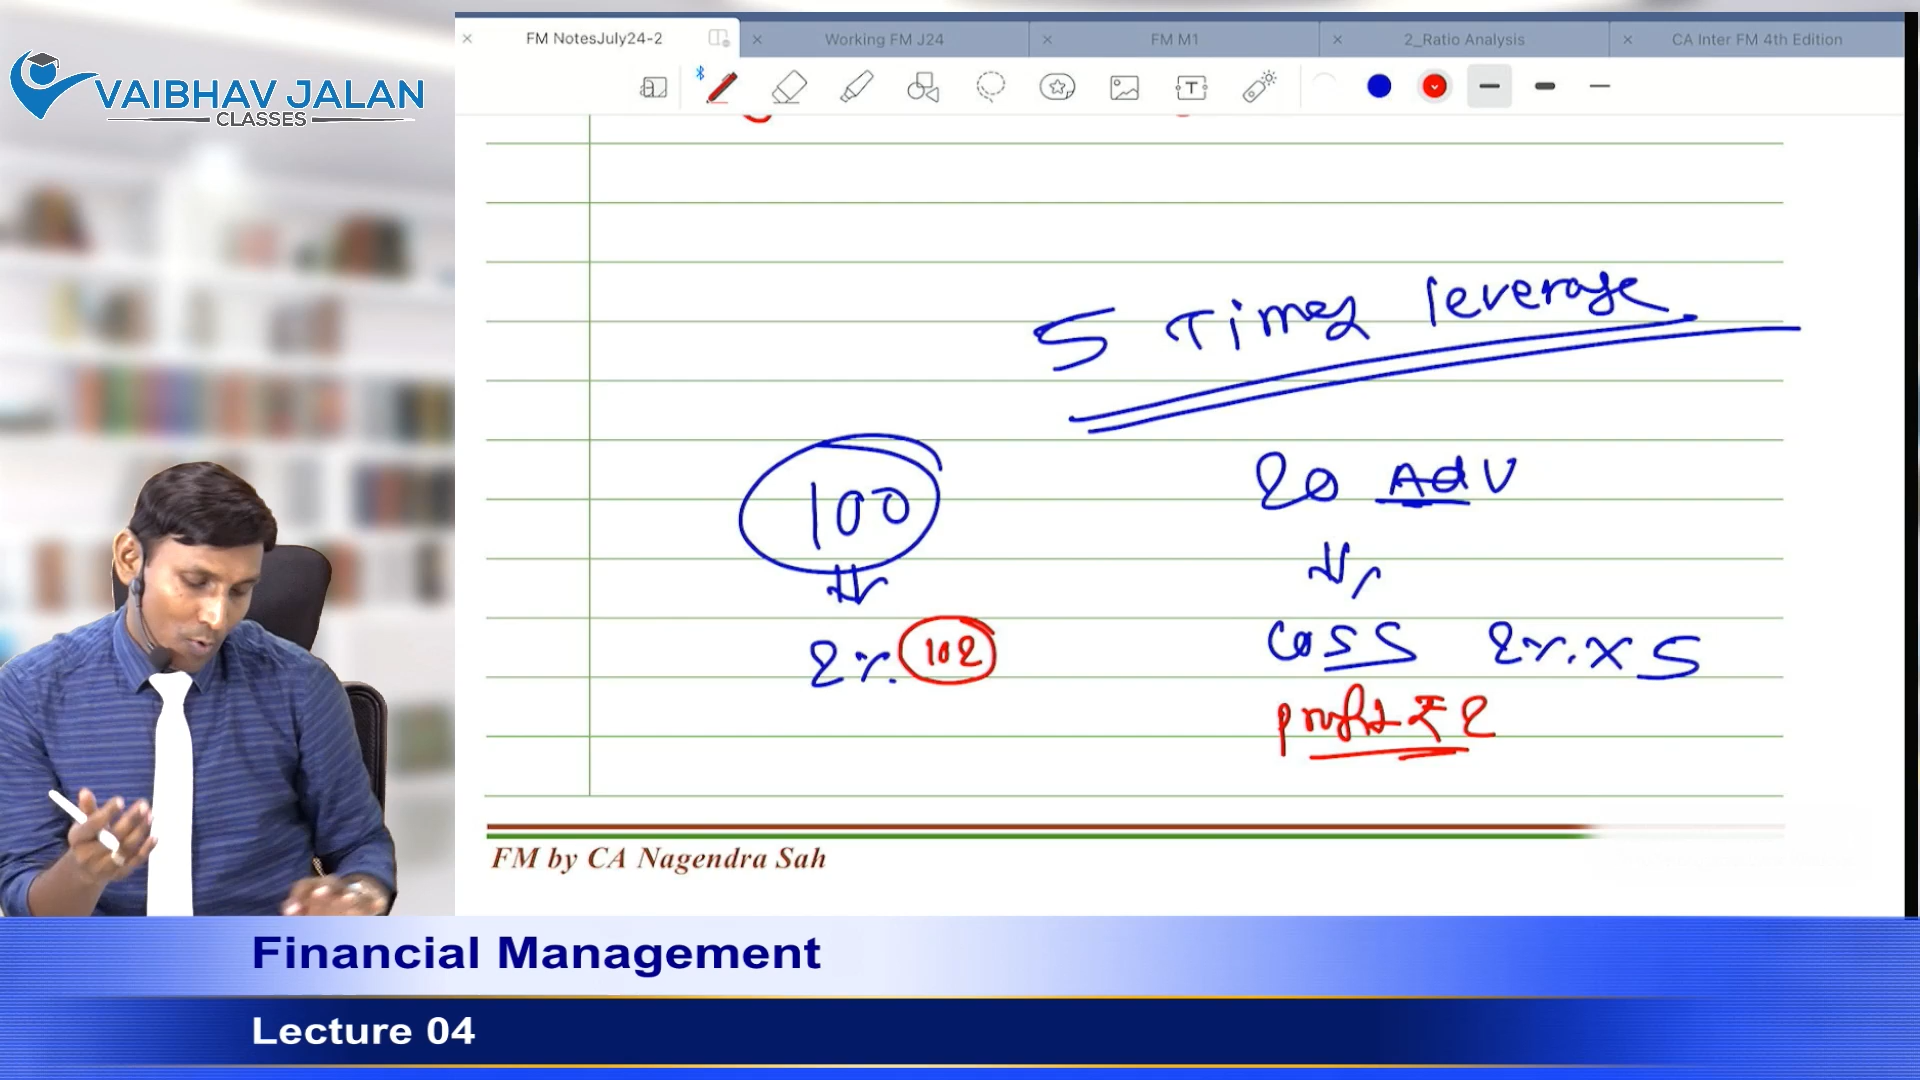 VAIBHAV JALAN
CLASSES
FM NotesJuly24-2
Working FM J24
FM M1
2_Ratio Analysis
CA Inter FM 4th Edition
5 Times leverage
100
20 Adv
2%
102
Loss 2% x 5
profit ₹ 2
FM by CA Nagendra Sah
Financial Management
Lecture 04